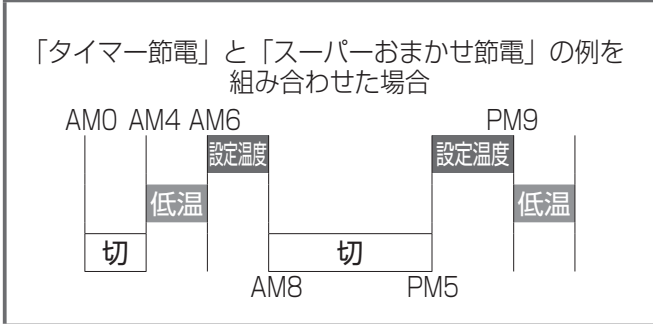 「タイマー節電」と「スーパーおまかせ節電」の例を
組み合わせた場合
AM0 AM4 AM6 PM9
設定温度 設定温度
低温 低温
切 切
AM8 PM5